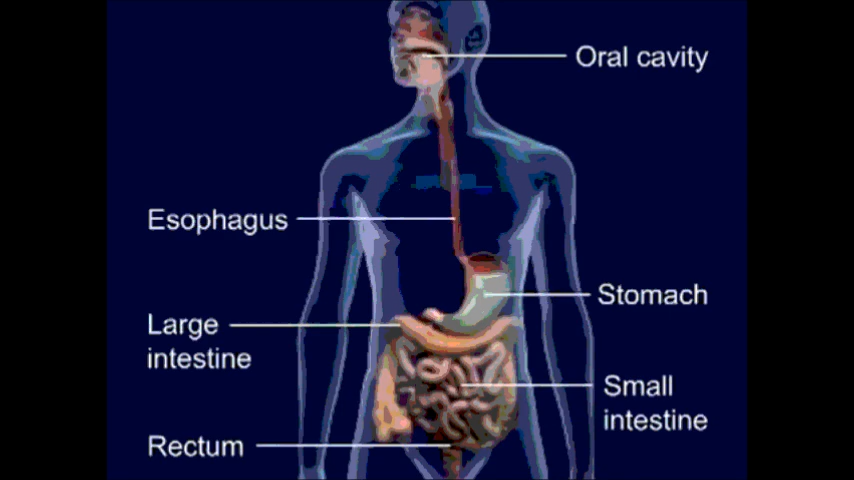 Oral cavity
Esophagus
Stomach
Large
intestine
Small
intestine
Rectum